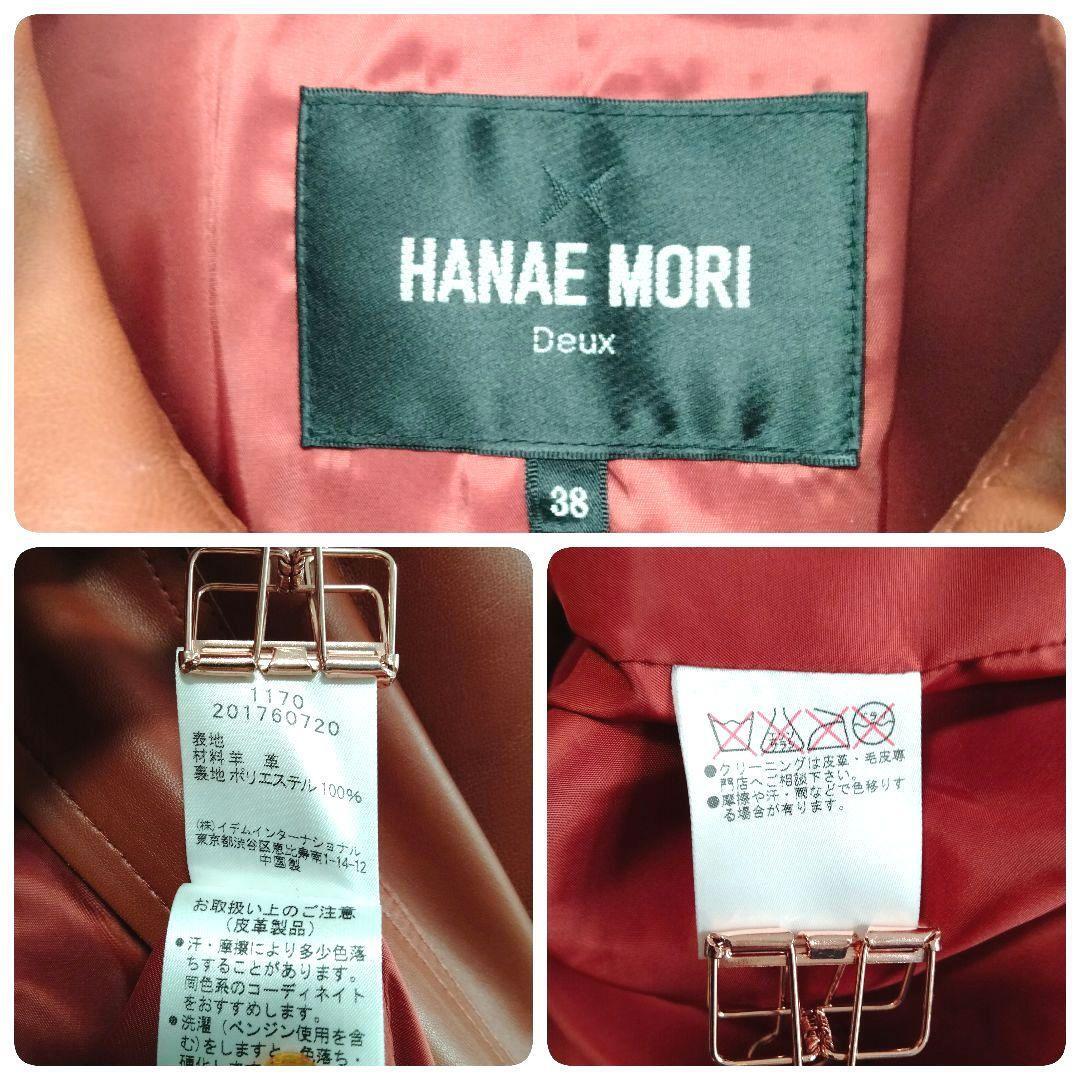 HANAE MORI
Deux
38
1170
201760720
表地
材料 羊 革
裏地 ポリエステル100%
(株)イデムインターナショナル
東京都渋谷区恵比寿南1-14-12
中国製
お取扱い上のご注意
(皮革製品)
●汗・摩擦により多少色落
ちすることがあります。
同色系のコーディネイト
をおすすめします。
●洗濯(ベンジン使用を含
む)をしますと、色落ち・
●クリーニングは皮革・毛皮専
門店へご相談下さい。
●摩擦や汗・雨などで色移りす
る場合が有ります。